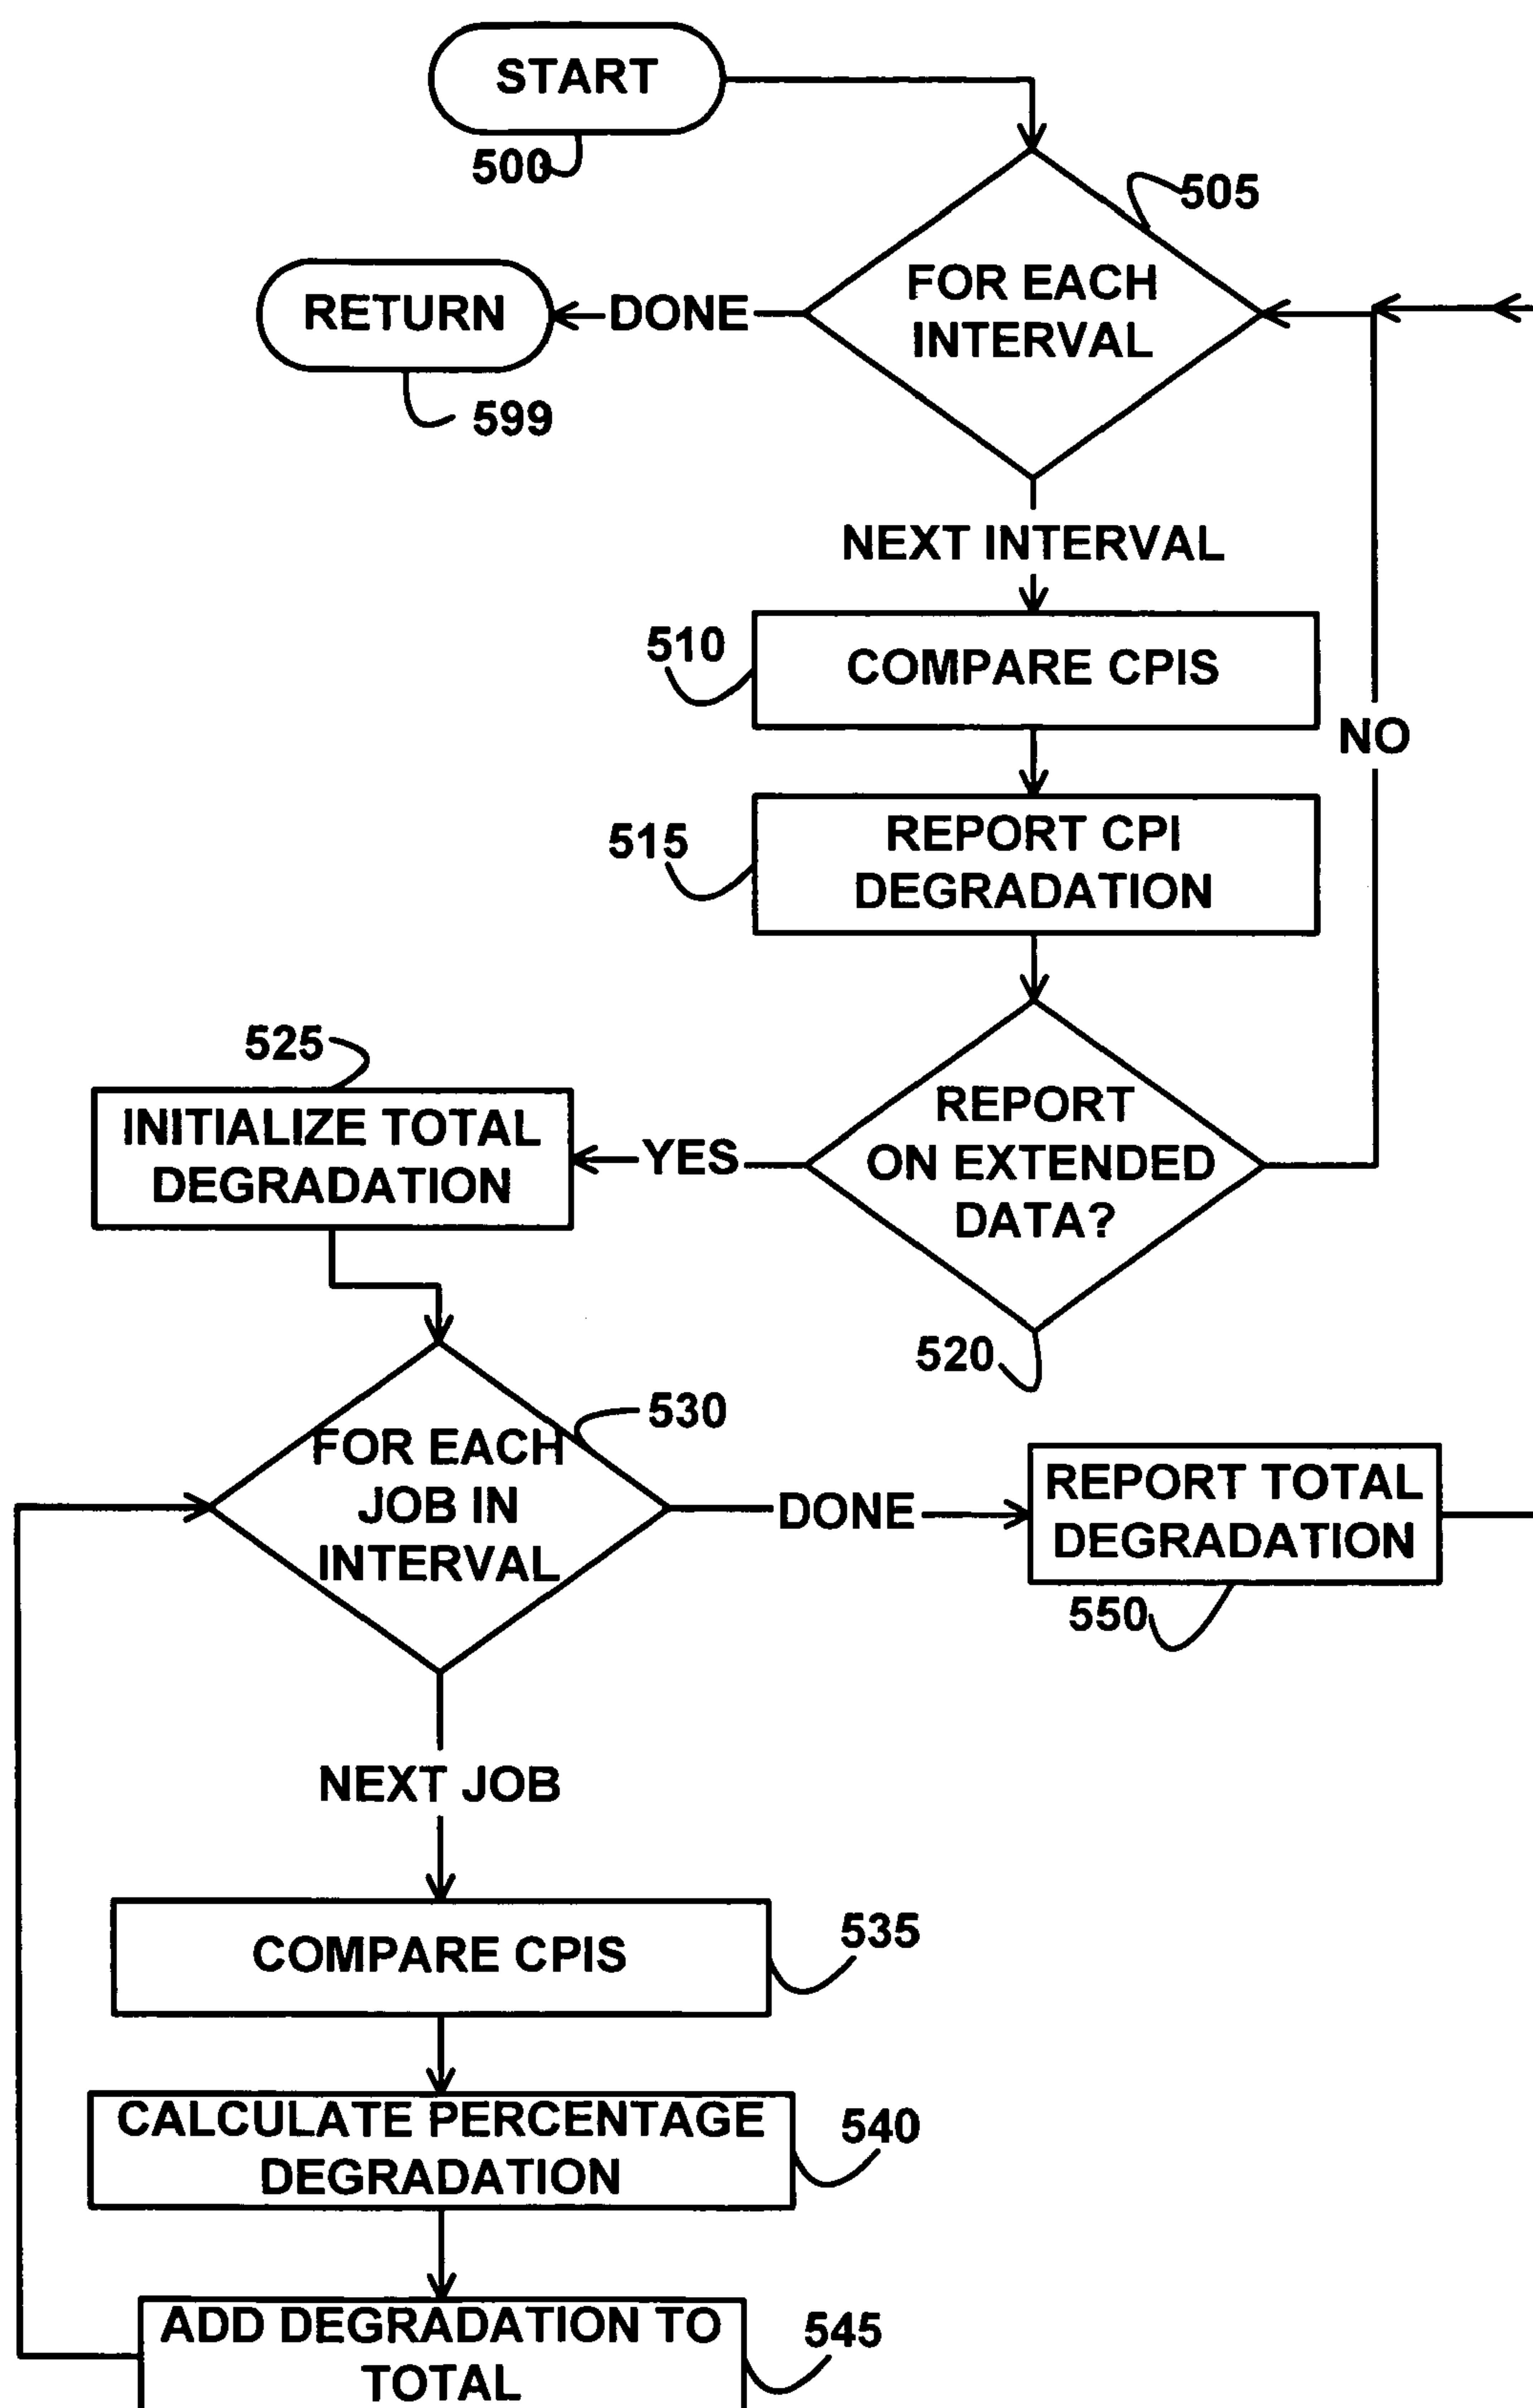 START
500
505
FOR EACH
INTERVAL
DONE
RETURN
599
NEXT INTERVAL
510
COMPARE CPIS
NO
515
REPORT CPI
DEGRADATION
525
INITIALIZE TOTAL
DEGRADATION
YES
REPORT
ON EXTENDED
DATA?
520
530
FOR EACH
JOB IN
INTERVAL
DONE
REPORT TOTAL
DEGRADATION
550
NEXT JOB
COMPARE CPIS
535
CALCULATE PERCENTAGE
DEGRADATION
540
ADD DEGRADATION TO
TOTAL
545